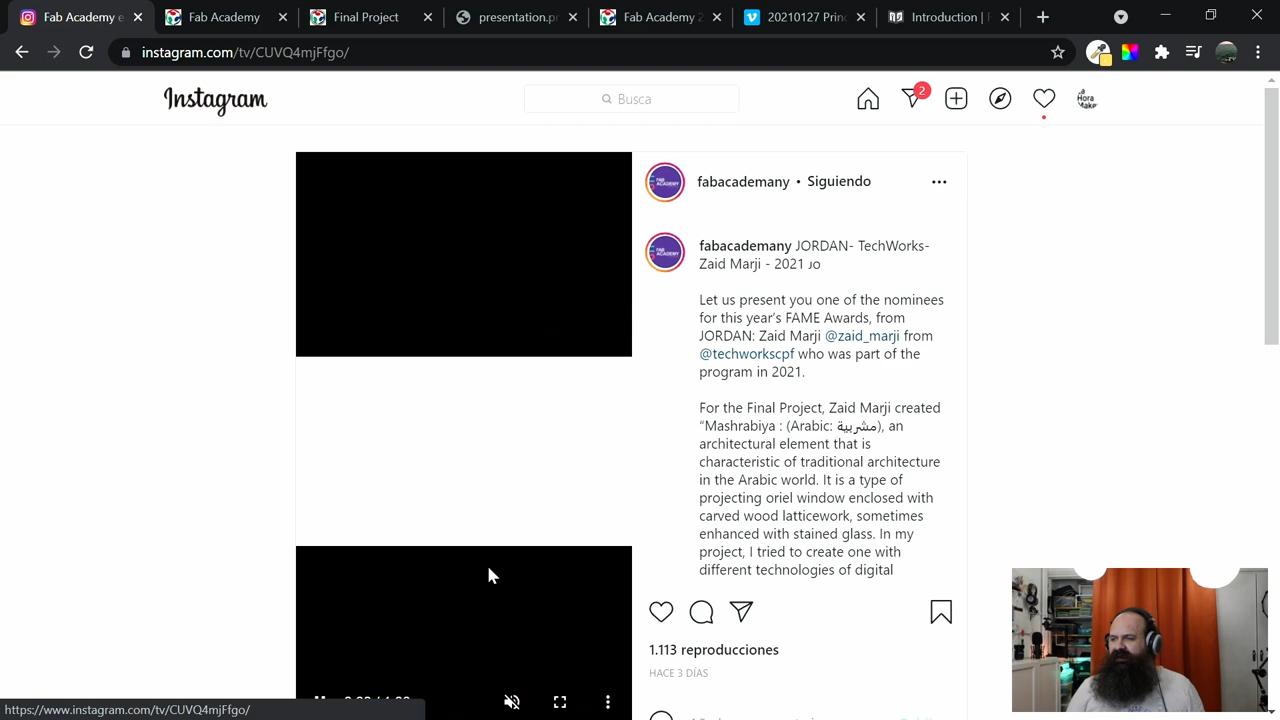 Fab Academy e
Fab Academy
Final Project
presentation.pr
Fab Academy 2
20210127 Princ
Introduction |
instagram.com/tv/CUVQ4mjFfgo/
Instagram
Busca
2
fabacademany • Siguiendo
fabacademany JORDAN- TechWorks-
Zaid Marji - 2021 JO
Let us present you one of the nominees
for this year's FAME Awards, from
JORDAN: Zaid Marji @zaid_marji from
@techworkscpf who was part of the
program in 2021.
For the Final Project, Zaid Marji created
“Mashrabiya : (Arabic: مشربية), an
architectural element that is
characteristic of traditional architecture
in the Arabic world. It is a type of
projecting oriel window enclosed with
carved wood latticework, sometimes
enhanced with stained glass. In my
project, I tried to create one with
different technologies of digital
1.113 reproducciones
HACE 3 DÍAS
https://www.instagram.com/tv/CUVQ4mjFfgo/